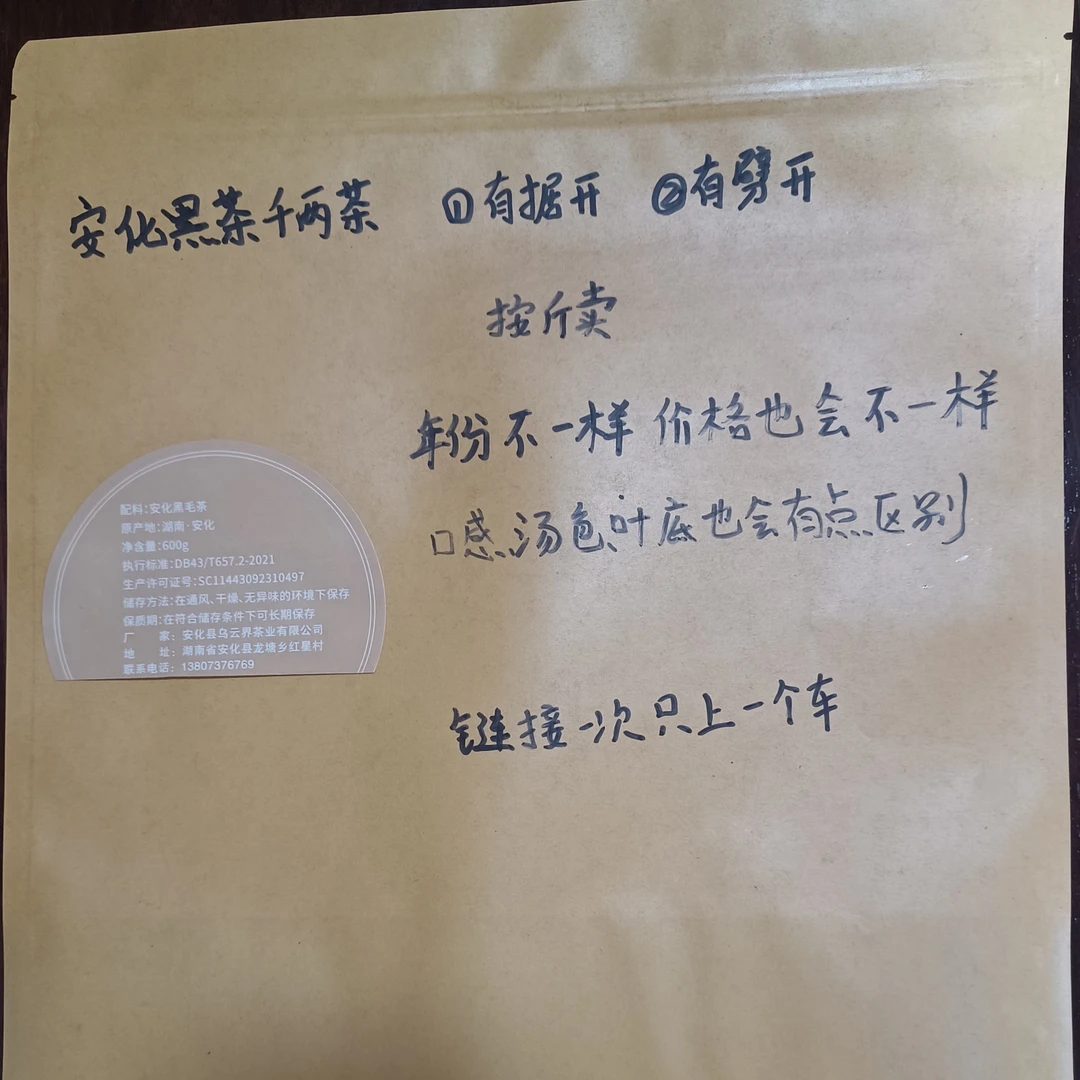 安化黑茶千两茶 ①有据开 ②有劈开
按斤卖
年份不一样 价格也会不一样
口感.汤色.叶底也会有点区别
链接一次只上一个车
配料:安化黑毛茶
原产地:湖南·安化
净含量:600g
执行标准:DB43/T657.2-2021
生产许可证号:SC11443092310497
储存方法:在通风、干燥、无异味的环境下保存
保质期:在符合储存条件下可长期保存
厂 家:安化县乌云界茶业有限公司
地 址:湖南省安化县龙塘乡红星村
联系电话:13807376769